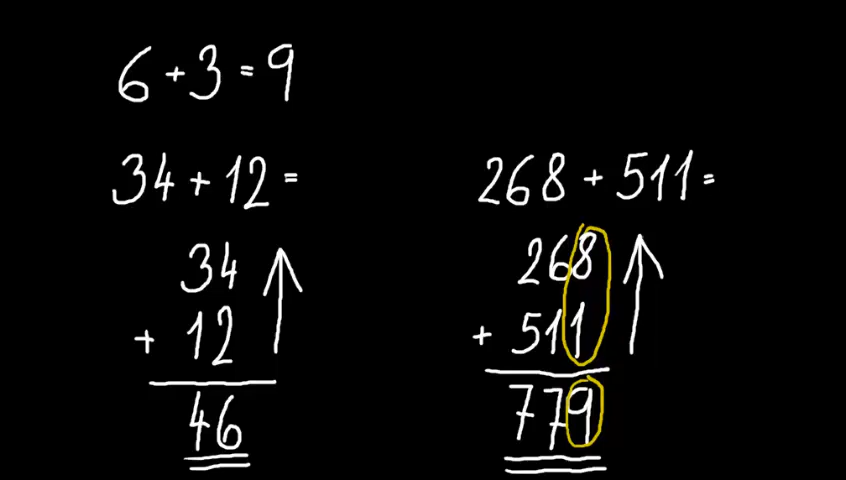 6 + 3 = 9
34 + 12 =
34
+ 12
46
268 + 511 =
268
+ 511
779